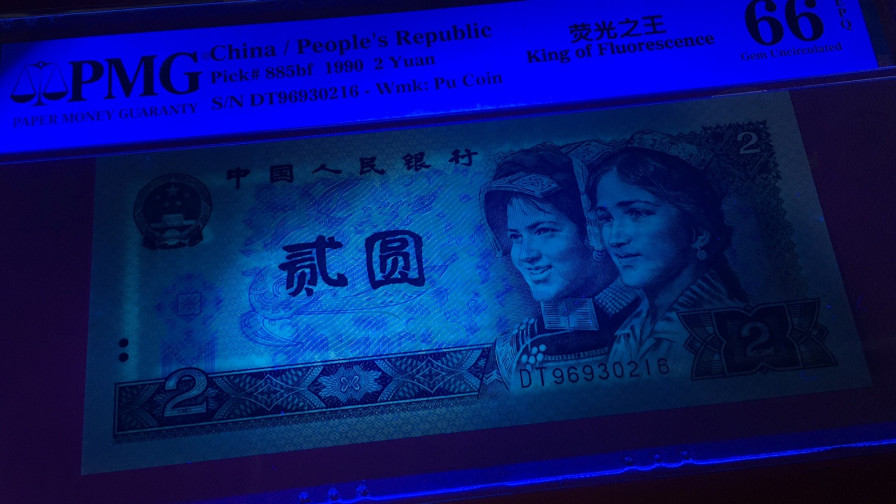 PMG
PAPER MONEY GUARANTY
China / People's Republic
Pick# 885bf 1990 2 Yuan
S/N DT96930216 - Wmk: Pu Coin
荧光之王
King of Fluorescence
66
EPQ
Gem Uncirculated
中国人民银行
2
贰圆
DT96930216
2
2